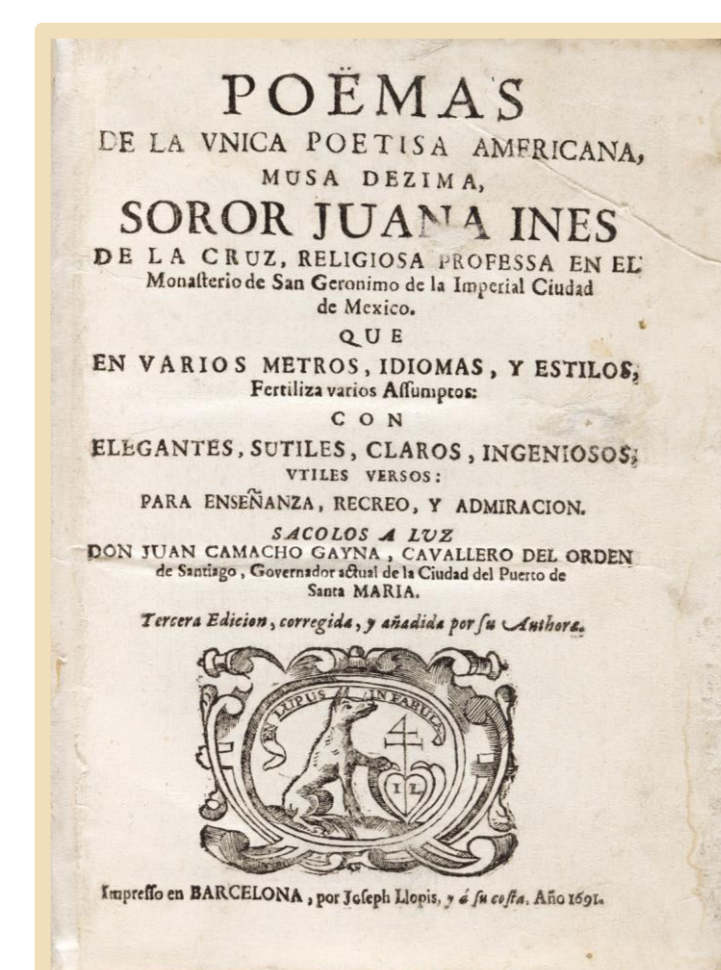 POËMAS
DE LA VNICA POETISA AMERICANA,
MUSA DEZIMA,
SOROR JUANA INES
DE LA CRUZ, RELIGIOSA PROFESSA EN EL
Monaſterio de San Geronimo de la Imperial Ciudad
de Mexico.
QUE
EN VARIOS METROS, IDIOMAS, Y ESTILOS,
Fertiliza varios Aſſumptos:
CON
ELEGANTES, SUTILES, CLAROS, INGENIOSOS,
VTILES VERSOS:
PARA ENSEÑANZA, RECREO, Y ADMIRACION.
SACOLOS A LUZ
DON JUAN CAMACHO GAYNA, CAVALLERO DEL ORDEN
de Santiago, Governador actual de la Ciudad del Puerto de
Santa MARIA.
Tercera Edicion, corregida, y añadida por ſu Authora.
EN LUPUS IN FABULA
I L
Impreſſo en BARCELONA, por Joſeph Llopis, y à ſu coſta. Año 1691.